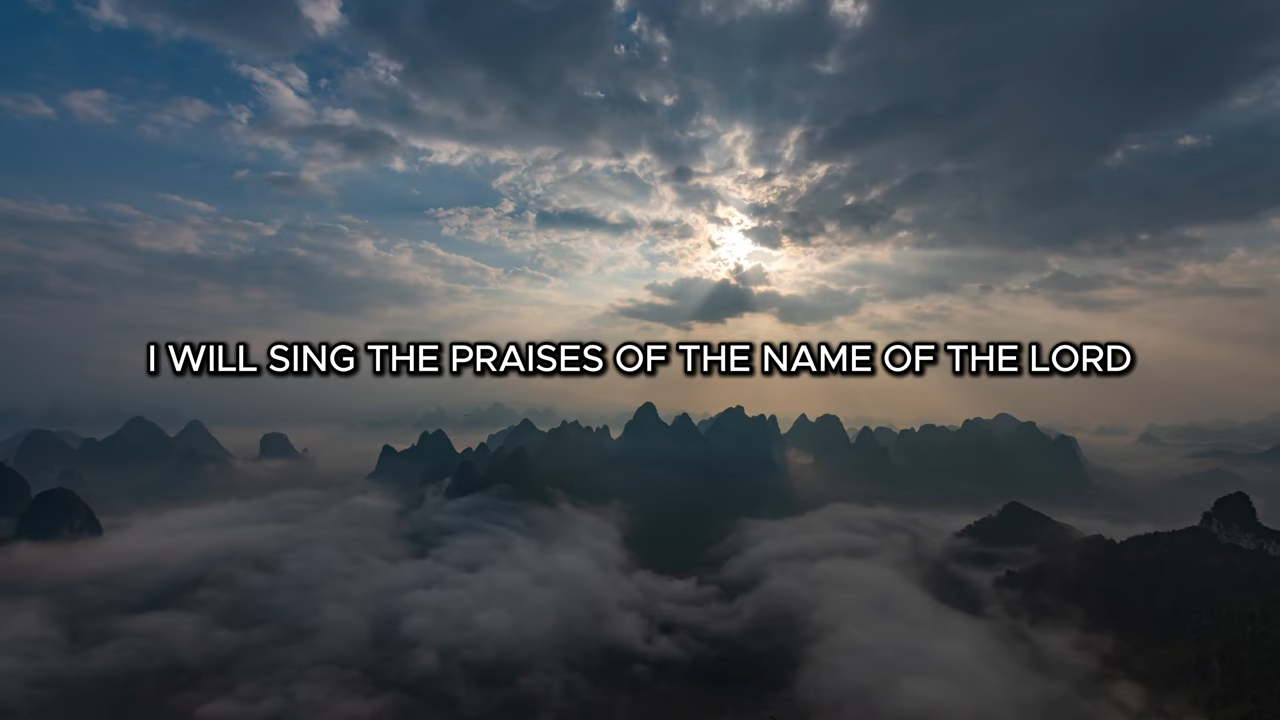 I WILL SING THE PRAISES OF THE NAME OF THE LORD